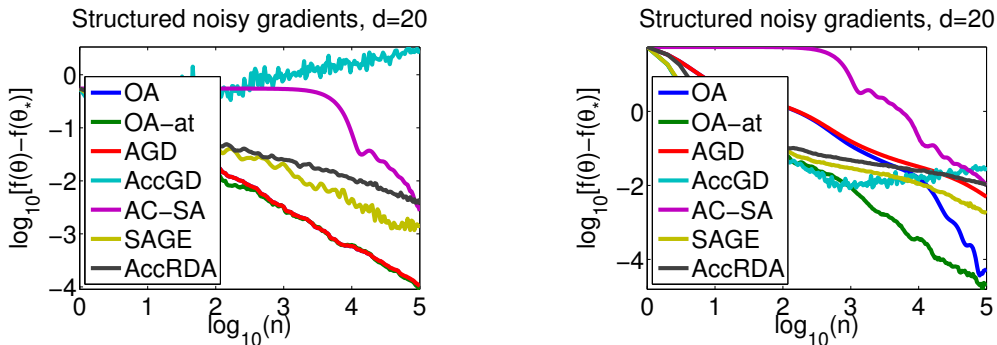 Structured noisy gradients, d=20
log₁₀[f(θ)−f(θ*)]
0
−1
−2
−3
−4
OA
OA−at
AGD
AccGD
AC−SA
SAGE
AccRDA
0 1 2 3 4 5
log₁₀(n)
Structured noisy gradients, d=20
log₁₀[f(θ)−f(θ*)]
0
−2
−4
OA
OA−at
AGD
AccGD
AC−SA
SAGE
AccRDA
0 1 2 3 4 5
log₁₀(n)